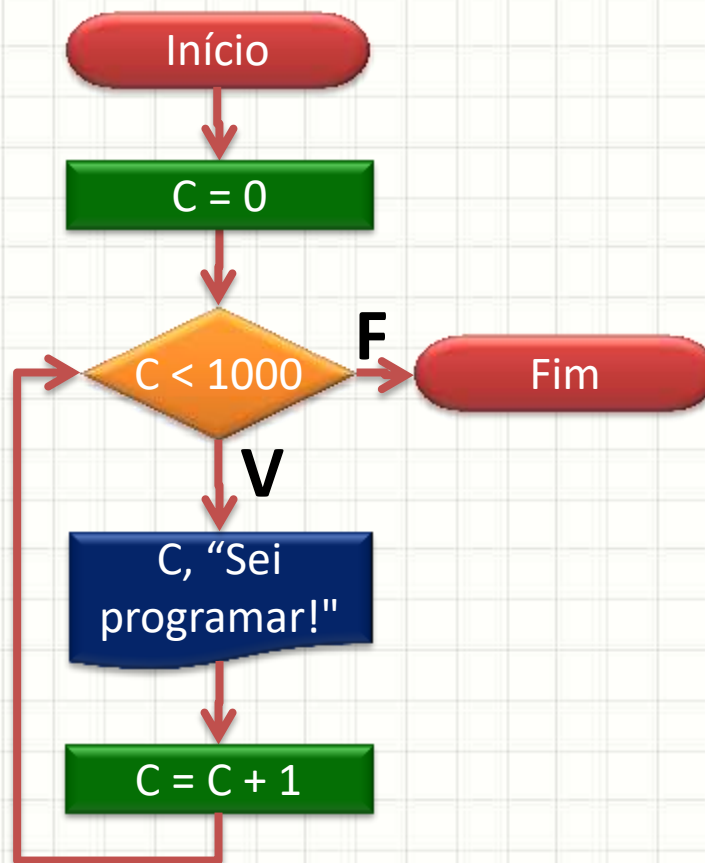 Início
C = 0
C < 1000
F
Fim
V
C, “Sei
programar!"
C = C + 1